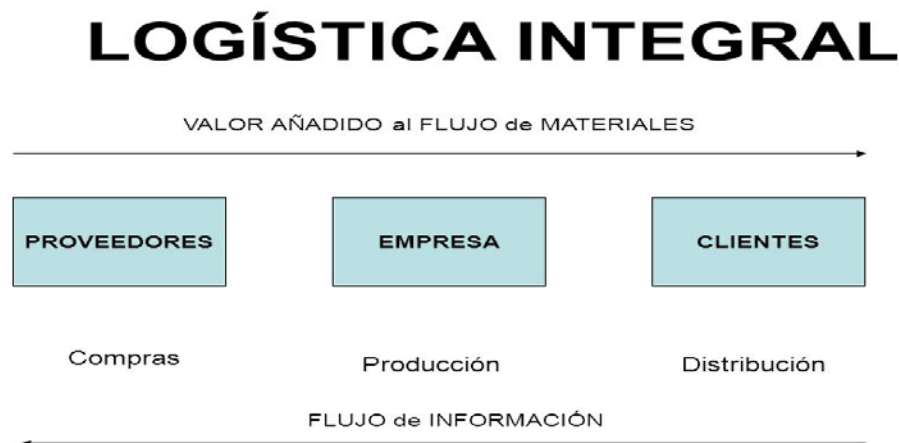 LOGÍSTICA INTEGRAL
VALOR AÑADIDO al FLUJO de MATERIALES
PROVEEDORES
EMPRESA
CLIENTES
Compras
Producción
Distribución
FLUJO de INFORMACIÓN